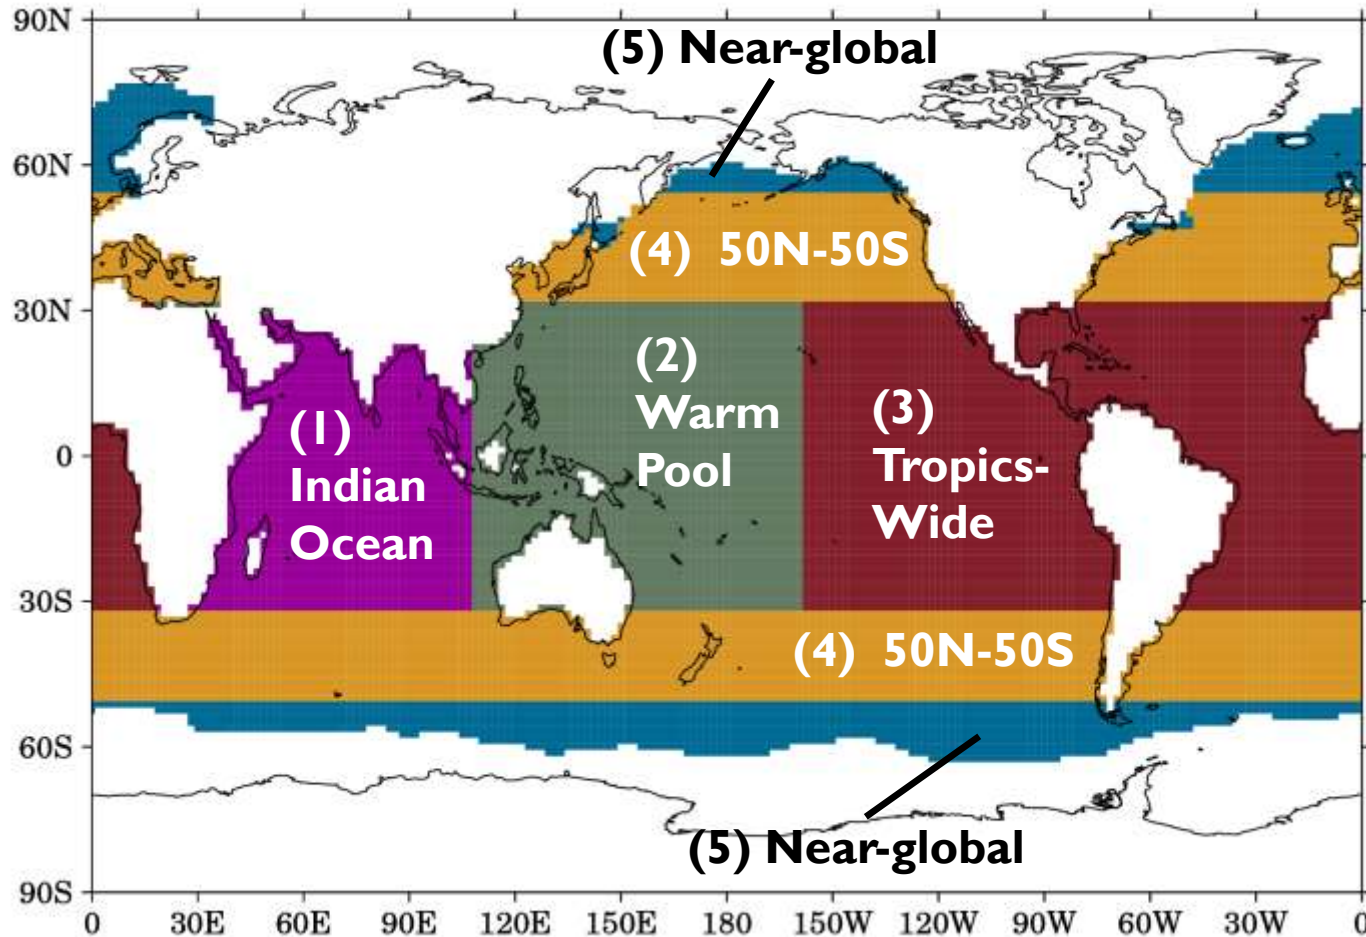 90N
(5) Near-global
60N
(4) 50N-50S
30N
(2)
Warm
Pool
(3)
Tropics-
Wide
(1)
Indian
Ocean
0
30S
(4) 50N-50S
60S
(5) Near-global
90S
0 30E 60E 90E 120E 150E 180 150W 120W 90W 60W 30W 0